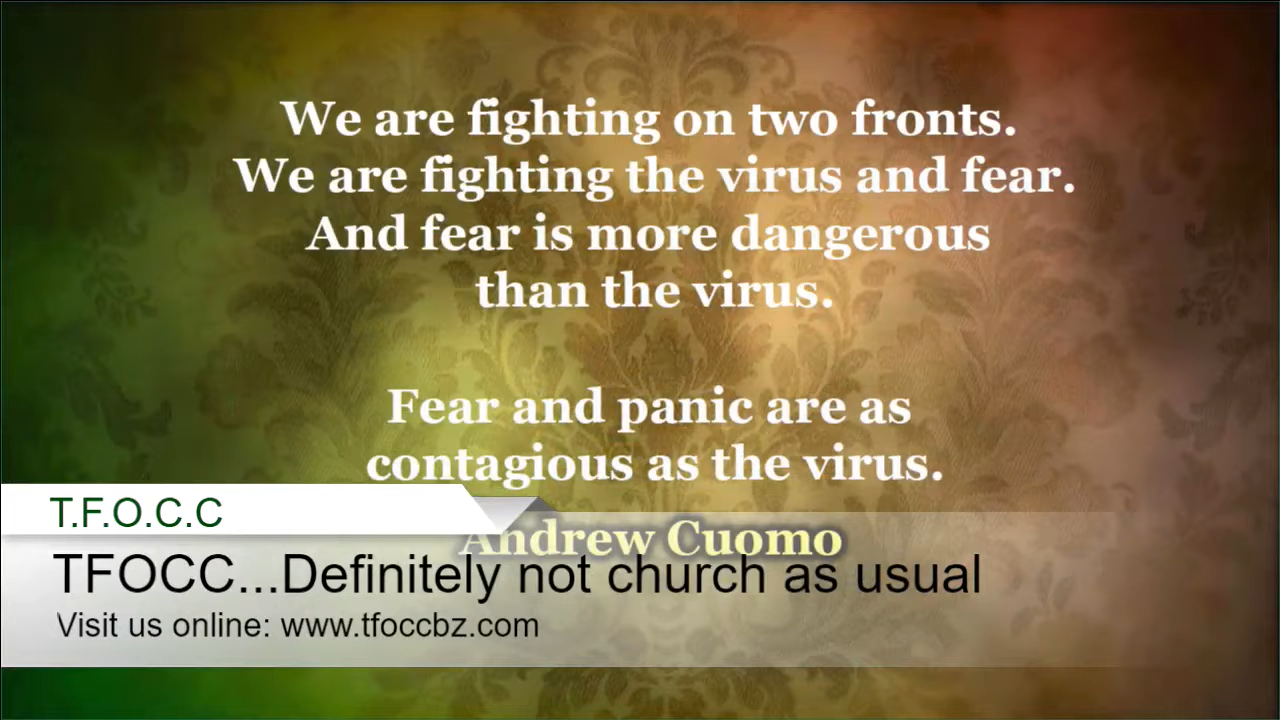 We are fighting on two fronts.
We are fighting the virus and fear.
And fear is more dangerous
than the virus.
Fear and panic are as
contagious as the virus.
Andrew Cuomo
T.F.O.C.C
TFOCC...Definitely not church as usual
Visit us online: www.tfoccbz.com